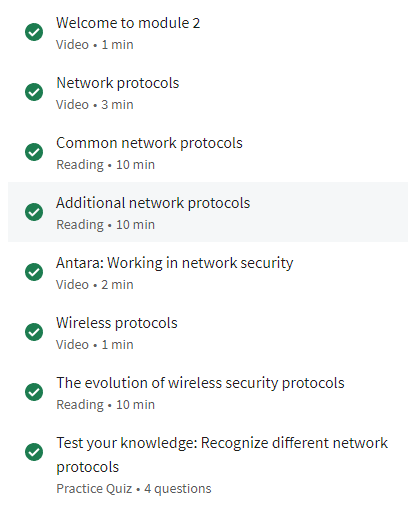 Welcome to module 2
Video • 1 min
Network protocols
Video • 3 min
Common network protocols
Reading • 10 min
Additional network protocols
Reading • 10 min
Antara: Working in network security
Video • 2 min
Wireless protocols
Video • 1 min
The evolution of wireless security protocols
Reading • 10 min
Test your knowledge: Recognize different network
protocols
Practice Quiz • 4 questions